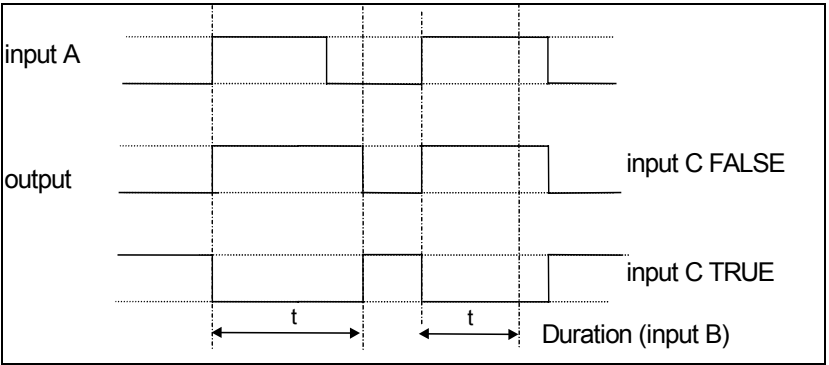 input A
input C FALSE
output
input C TRUE
t
t
Duration (input B)